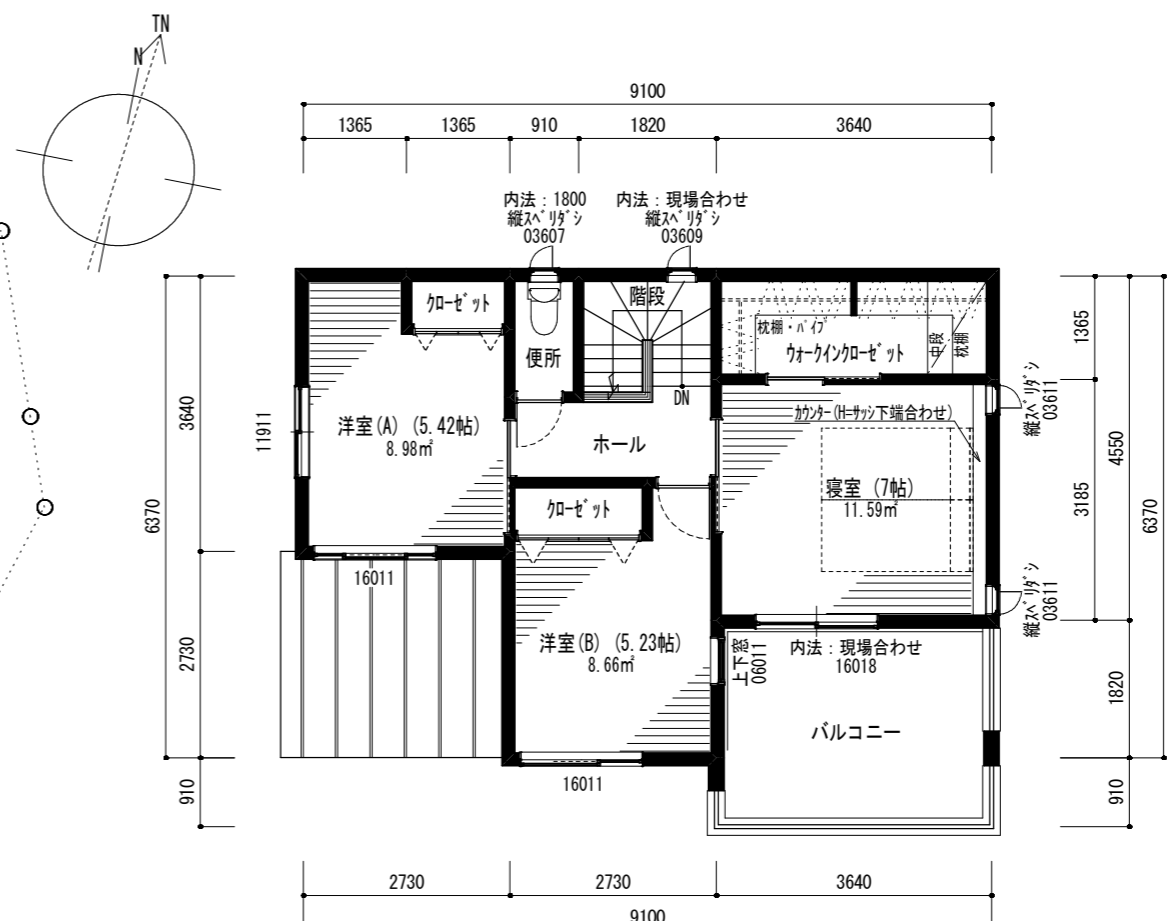 TN
N
9100
1365
1365
910
1820
3640
内法：1800
縦スベリダシ
03607
内法：現場合わせ
縦スベリダシ
03609
クローゼット
便所
階段
DN
枕棚・パイプ
ウォークインクローゼット
中段
枕棚
カウンター(H=サッシ下端合わせ)
縦スベリダシ
03611
洋室(A) (5.42帖)
8.98㎡
ホール
寝室 (7帖)
11.59㎡
クローゼット
縦スベリダシ
03611
11911
16011
洋室(B) (5.23帖)
8.66㎡
上下窓
06011
内法：現場合わせ
16018
バルコニー
16011
6370
3640
2730
910
1365
3185
4550
1820
910
6370
2730
2730
3640
9100